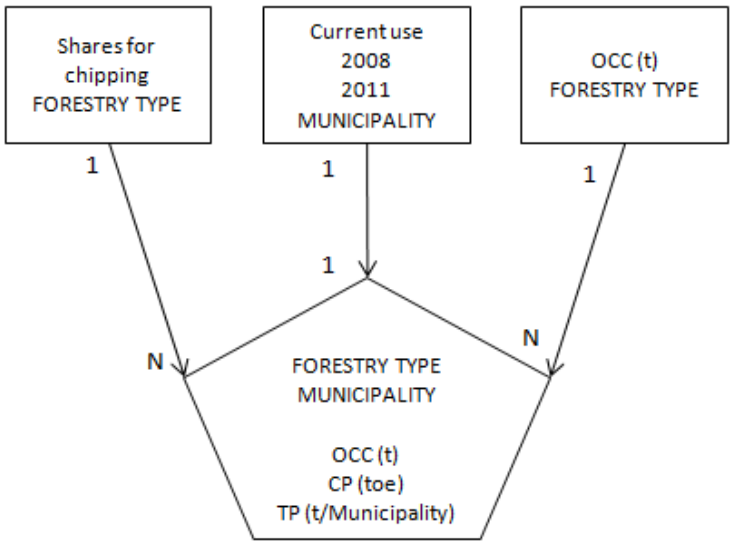 Shares for
chipping
FORESTRY TYPE
Current use
2008
2011
MUNICIPALITY
OCC (t)
FORESTRY TYPE
1
1
1
1
N
N
FORESTRY TYPE
MUNICIPALITY
OCC (t)
CP (toe)
TP (t/Municipality)